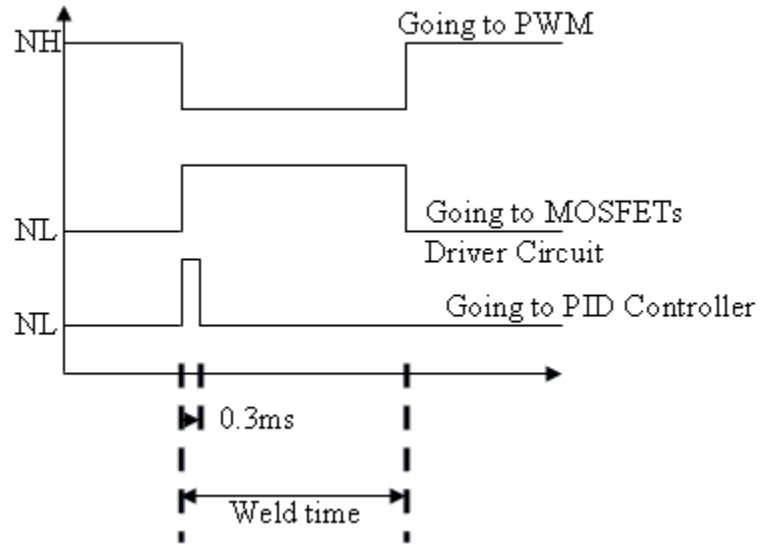 NH
Going to PWM
NL
Going to MOSFETs
Driver Circuit
NL
Going to PID Controller
0.3ms
Weld time